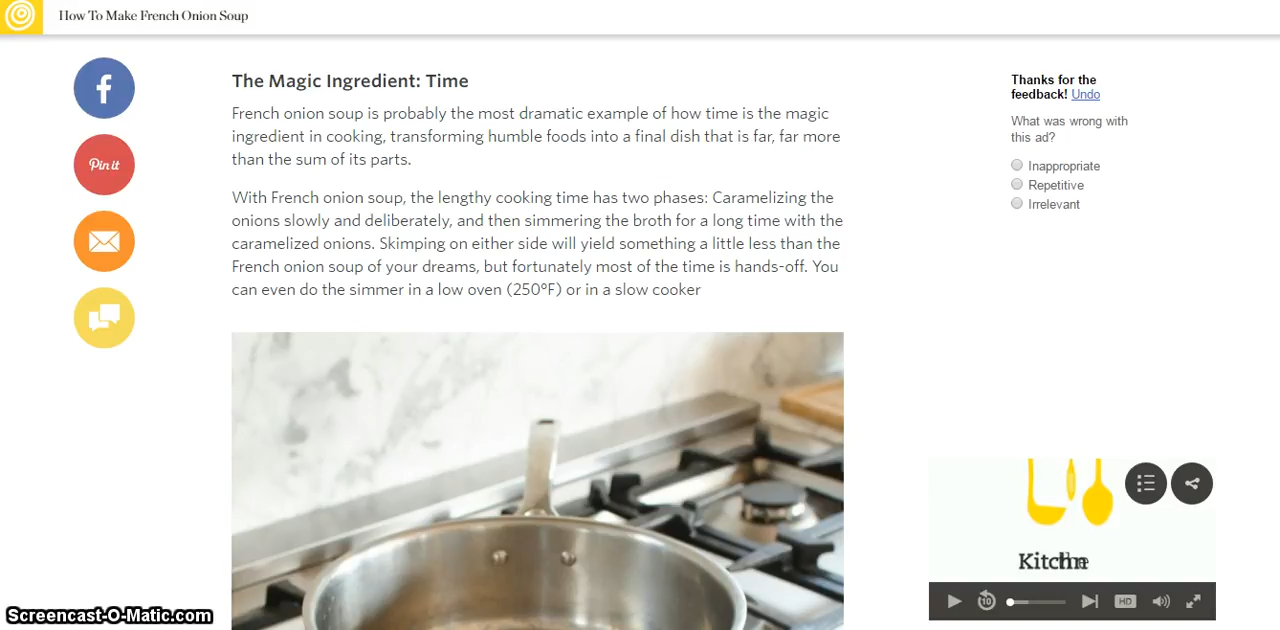 How To Make French Onion Soup
The Magic Ingredient: Time
French onion soup is probably the most dramatic example of how time is the magic
ingredient in cooking, transforming humble foods into a final dish that is far, far more
than the sum of its parts.
With French onion soup, the lengthy cooking time has two phases: Caramelizing the
onions slowly and deliberately, and then simmering the broth for a long time with the
caramelized onions. Skimping on either side will yield something a little less than the
French onion soup of your dreams, but fortunately most of the time is hands-off. You
can even do the simmer in a low oven (250°F) or in a slow cooker
Pin it
Thanks for the
feedback! Undo
What was wrong with
this ad?
Inappropriate
Repetitive
Irrelevant
10
HD
Screencast-O-Matic.com